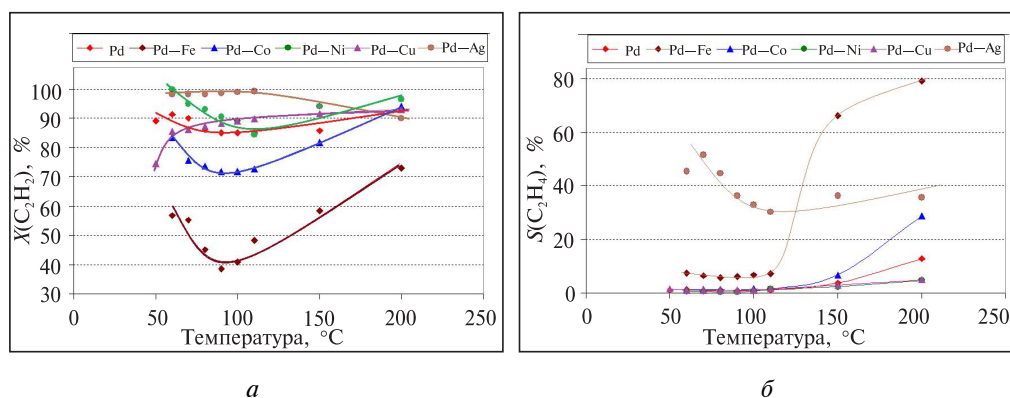 Pd Pd—Fe Pd—Co Pd—Ni Pd—Cu Pd—Ag
X(C₂H₂), %
100
90
80
70
60
50
40
30
0 50 100 150 200 250
Температура, °C
а
Pd Pd—Fe Pd—Co Pd—Ni Pd—Cu Pd—Ag
S(C₂H₄), %
80
60
40
20
0
0 50 100 150 200 250
Температура, °C
б